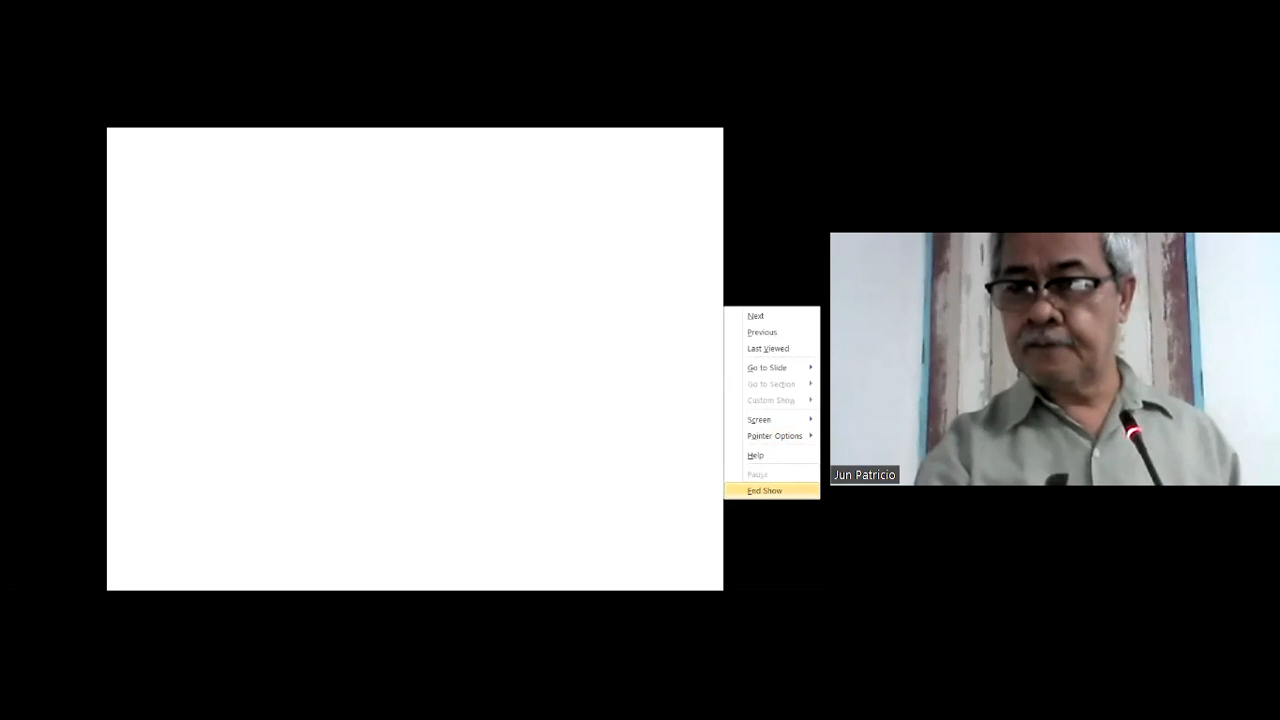 Next
Previous
Last Viewed
Go to Slide
Go to Section
Custom Show
Screen
Pointer Options
Help
Pause
End Show
Jun Patricio